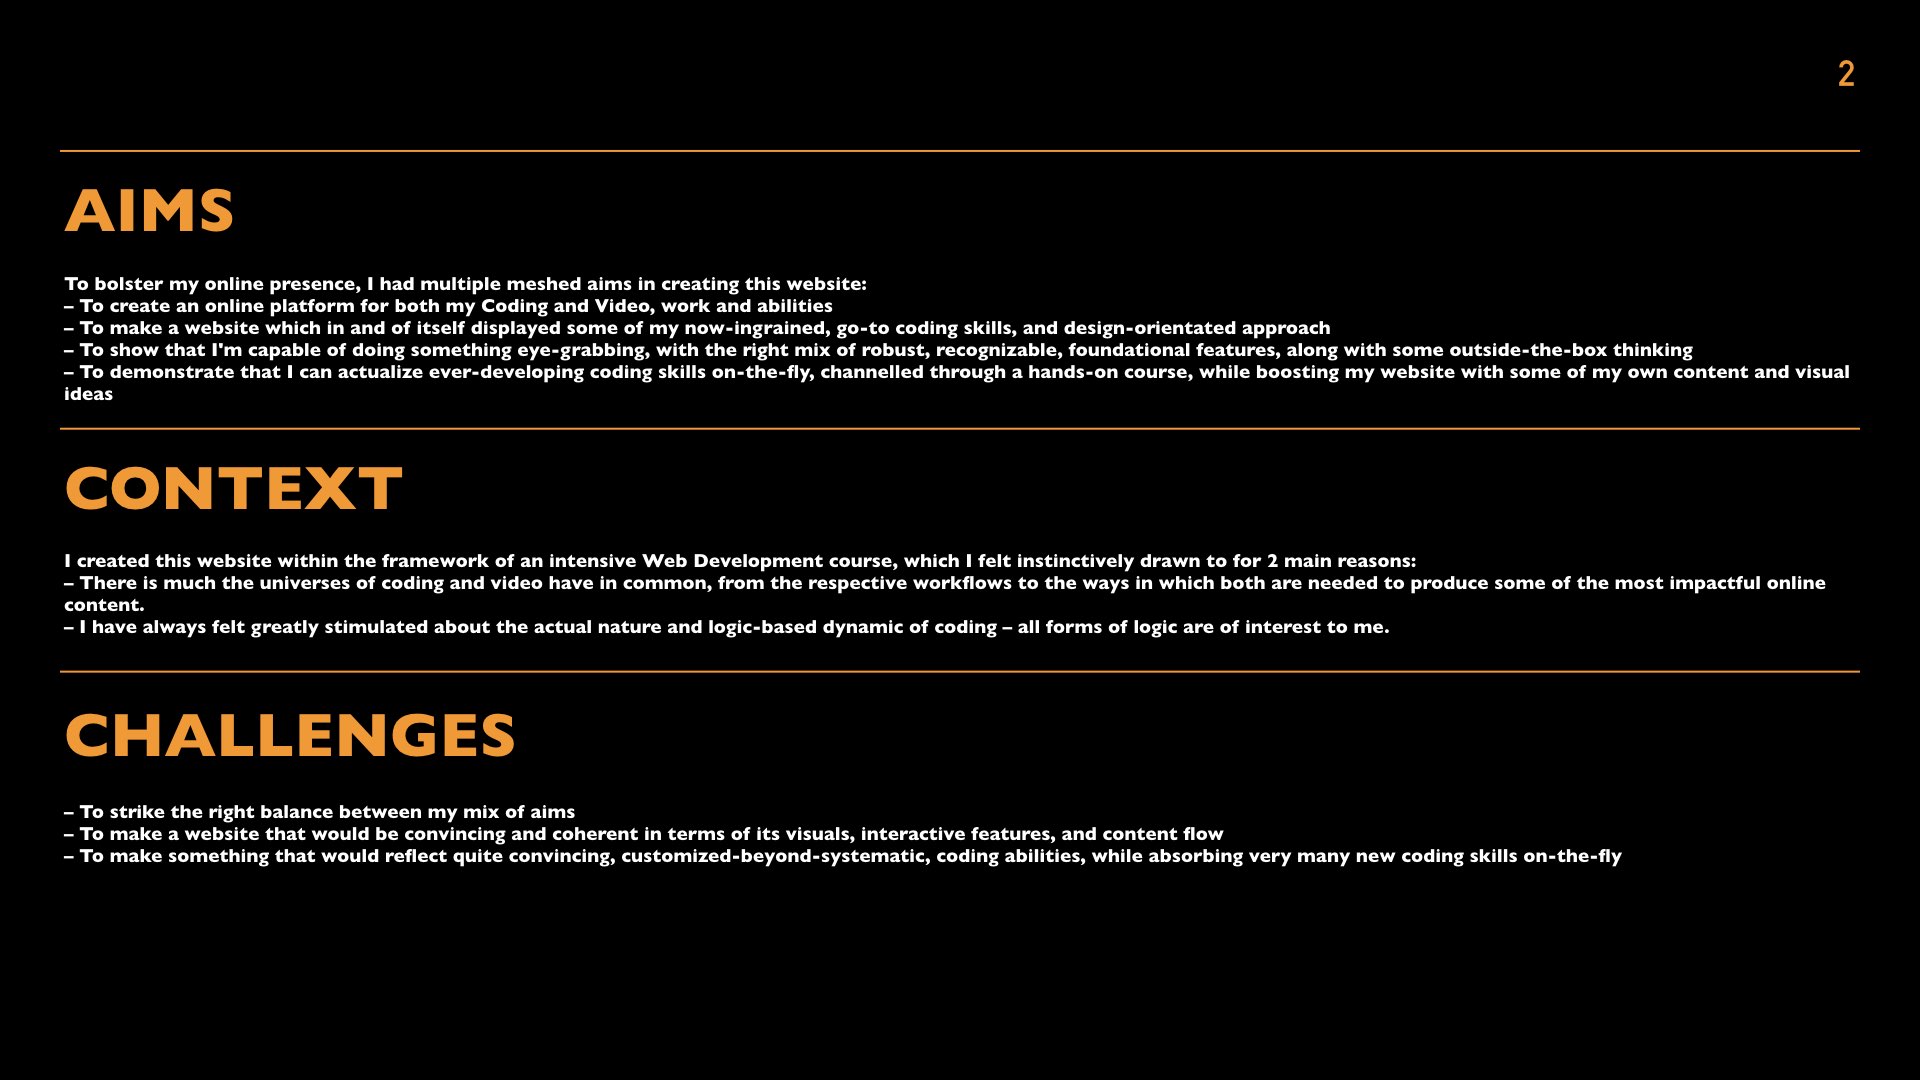 2
AIMS
To bolster my online presence, I had multiple meshed aims in creating this website:
– To create an online platform for both my Coding and Video, work and abilities
– To make a website which in and of itself displayed some of my now-ingrained, go-to coding skills, and design-orientated approach
– To show that I'm capable of doing something eye-grabbing, with the right mix of robust, recognizable, foundational features, along with some outside-the-box thinking
– To demonstrate that I can actualize ever-developing coding skills on-the-fly, channelled through a hands-on course, while boosting my website with some of my own content and visual
ideas
CONTEXT
I created this website within the framework of an intensive Web Development course, which I felt instinctively drawn to for 2 main reasons:
– There is much the universes of coding and video have in common, from the respective workflows to the ways in which both are needed to produce some of the most impactful online
content.
– I have always felt greatly stimulated about the actual nature and logic-based dynamic of coding – all forms of logic are of interest to me.
CHALLENGES
– To strike the right balance between my mix of aims
– To make a website that would be convincing and coherent in terms of its visuals, interactive features, and content flow
– To make something that would reflect quite convincing, customized-beyond-systematic, coding abilities, while absorbing very many new coding skills on-the-fly